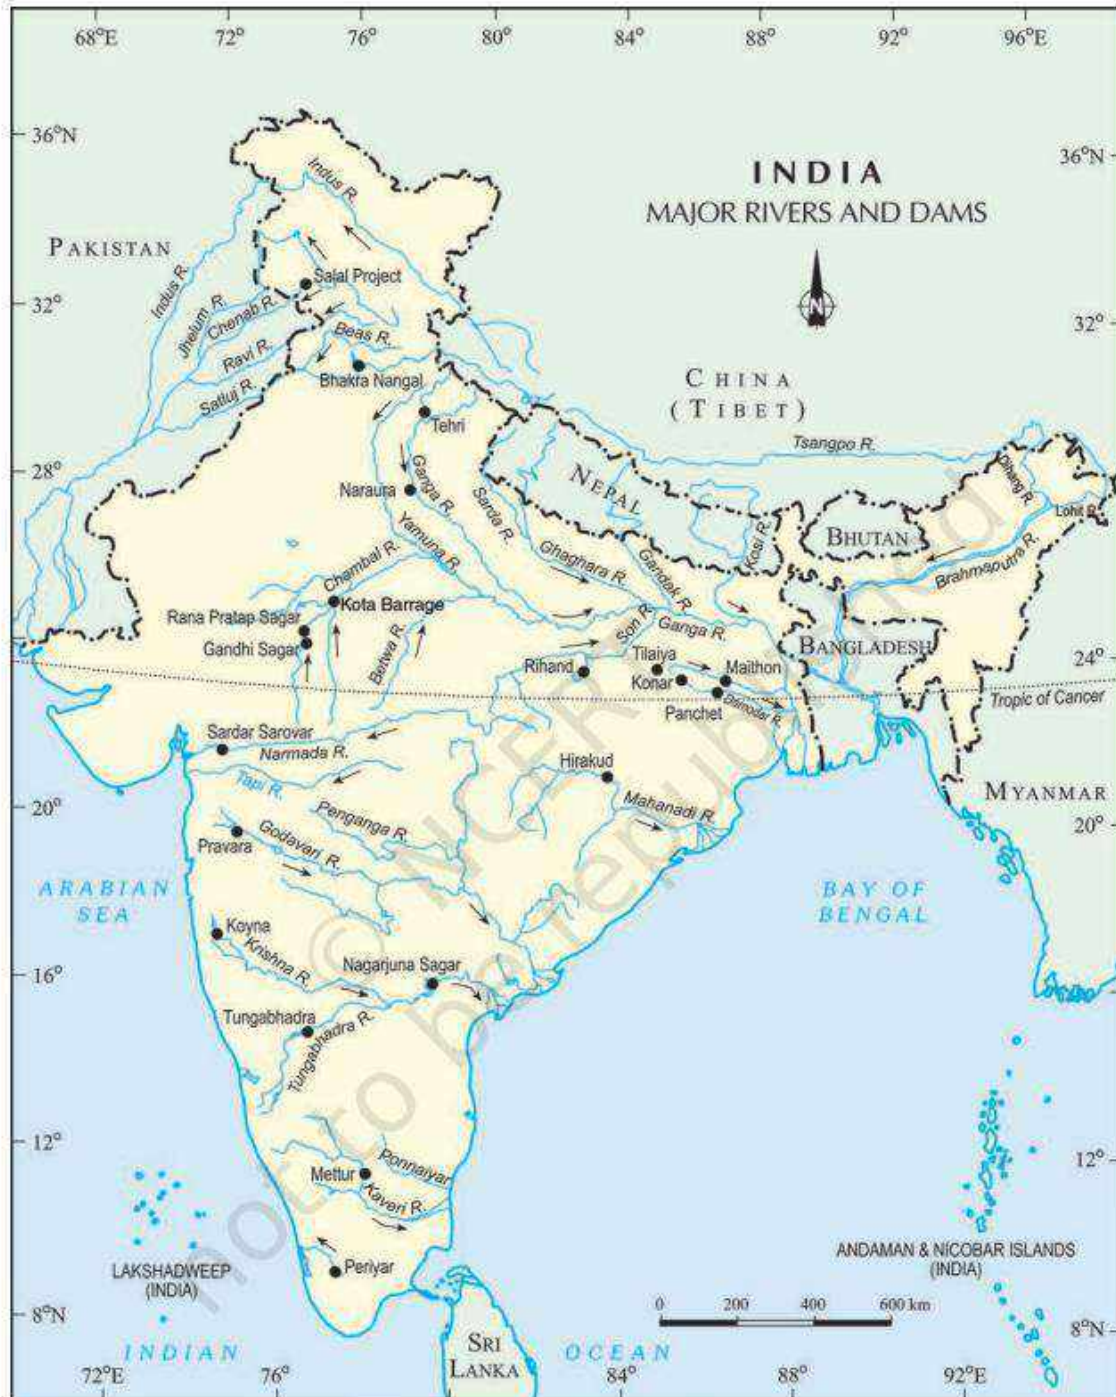 68°E 72° 76° 80° 84° 88° 92° 96°E
36°N
36°N
INDIA
MAJOR RIVERS AND DAMS
Indus R.
PAKISTAN
N
Salal Project
Indus R.
Jhelum R.
Chenab R.
32°
32°
Beas R.
Ravi R.
Bhakra Nangal
Satluj R.
CHINA
(TIBET)
Tehri
Tsangpo R.
28°
28°
Dihang R.
Naraura
Ganga R.
Sarda R.
NEPAL
Lohit R.
Yamuna R.
BHUTAN
Kosi R.
Brahmaputra R.
Chambal R.
Ghaghara R.
Gandak R.
Kota Barrage
Rana Pratap Sagar
Gandhi Sagar
Betwa R.
Son R.
Ganga R.
BANGLADESH
24°
Rihand
Tilaiya
Maithon
Konar
Panchet
Damodar R.
Tropic of Cancer
Sardar Sarovar
Narmada R.
Hirakud
Tapi R.
MYANMAR
20°
20°
Mahanadi R.
Penganga R.
Godavari R.
Pravara
ARABIAN
SEA
BAY OF
BENGAL
Koyna
Krishna R.
Nagarjuna Sagar
16°
Tungabhadra
Tungabhadra R.
12°
12°
Ponnaiyar
Mettur
Kaveri R.
Periyar
LAKSHADWEEP
(INDIA)
ANDAMAN & NICOBAR ISLANDS
(INDIA)
0 200 400 600 km
8°N
8°N
INDIAN
OCEAN
SRI
LANKA
72°E 76° 84° 88° 92°E
© NCERT
not to be republished